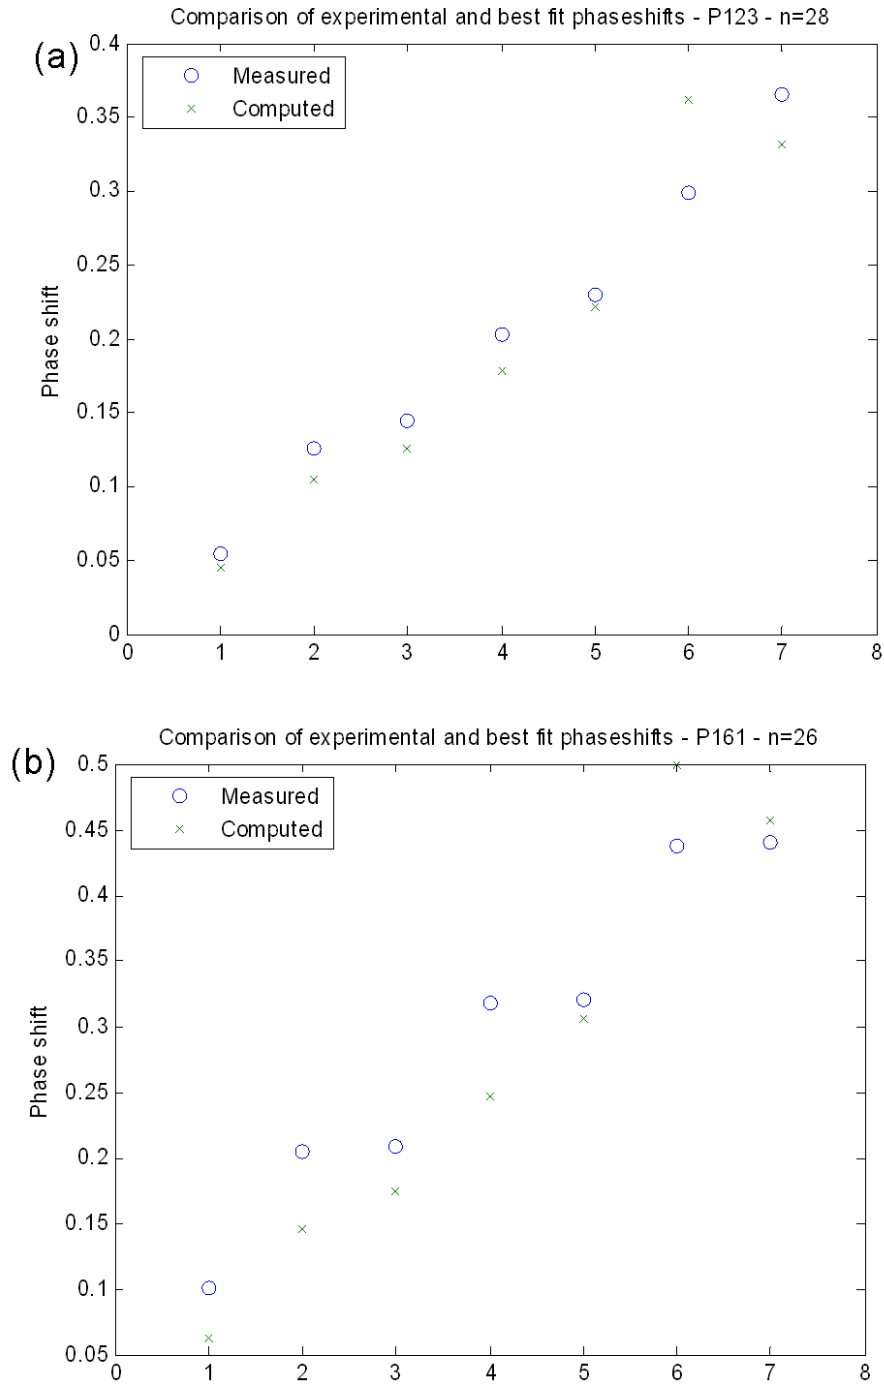 Comparison of experimental and best fit phaseshifts - P123 - n=28
(a)
Measured
Computed
0.4
0.35
0.3
0.25
0.2
0.15
0.1
0.05
0
Phase shift
0 1 2 3 4 5 6 7 8
Comparison of experimental and best fit phaseshifts - P161 - n=26
(b)
Measured
Computed
0.5
0.45
0.4
0.35
0.3
0.25
0.2
0.15
0.1
0.05
Phase shift
0 1 2 3 4 5 6 7 8